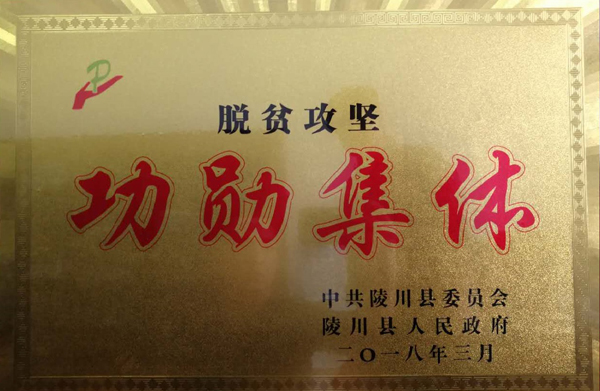 脱贫攻坚
功勋集体
中共陵川县委员会
陵川县人民政府
二〇一八年三月